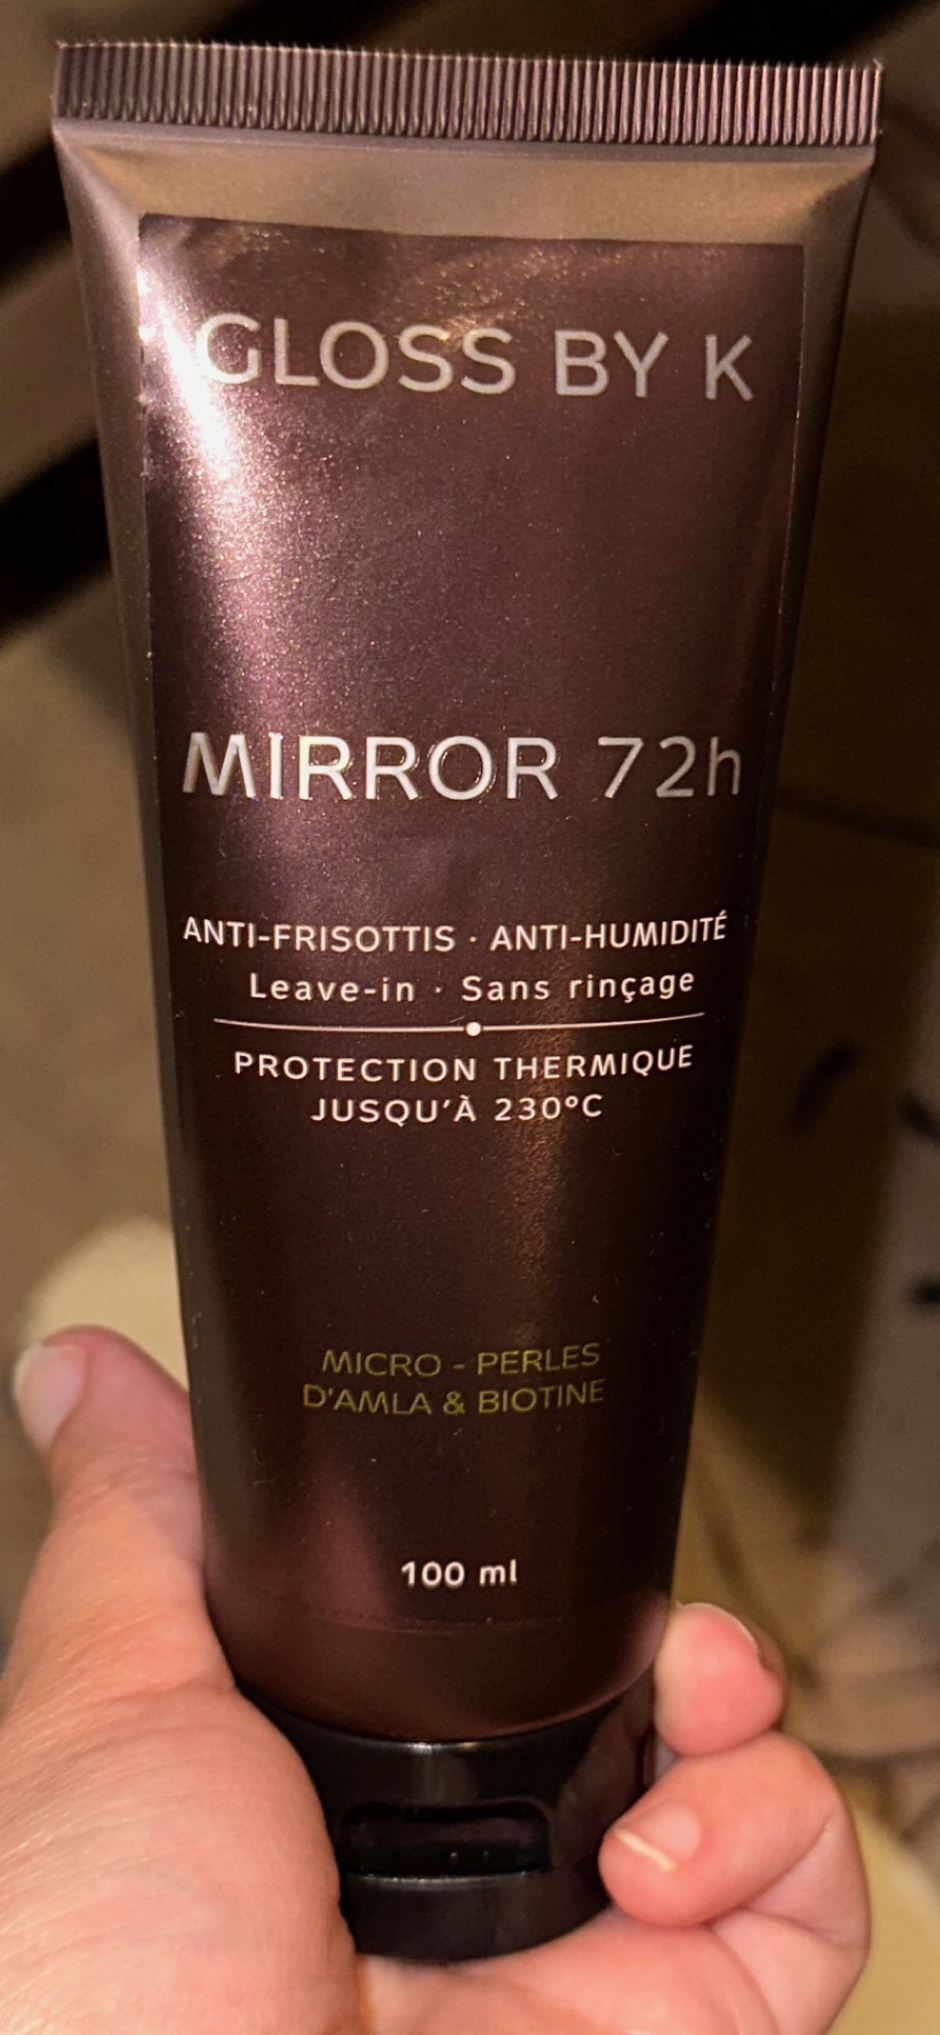 GLOSS BY K
MIRROR 72h
ANTI-FRISOTTIS · ANTI-HUMIDITÉ
Leave-in · Sans rinçage
PROTECTION THERMIQUE
JUSQU'À 230°C
MICRO - PERLES
D'AMLA & BIOTINE
100 ml